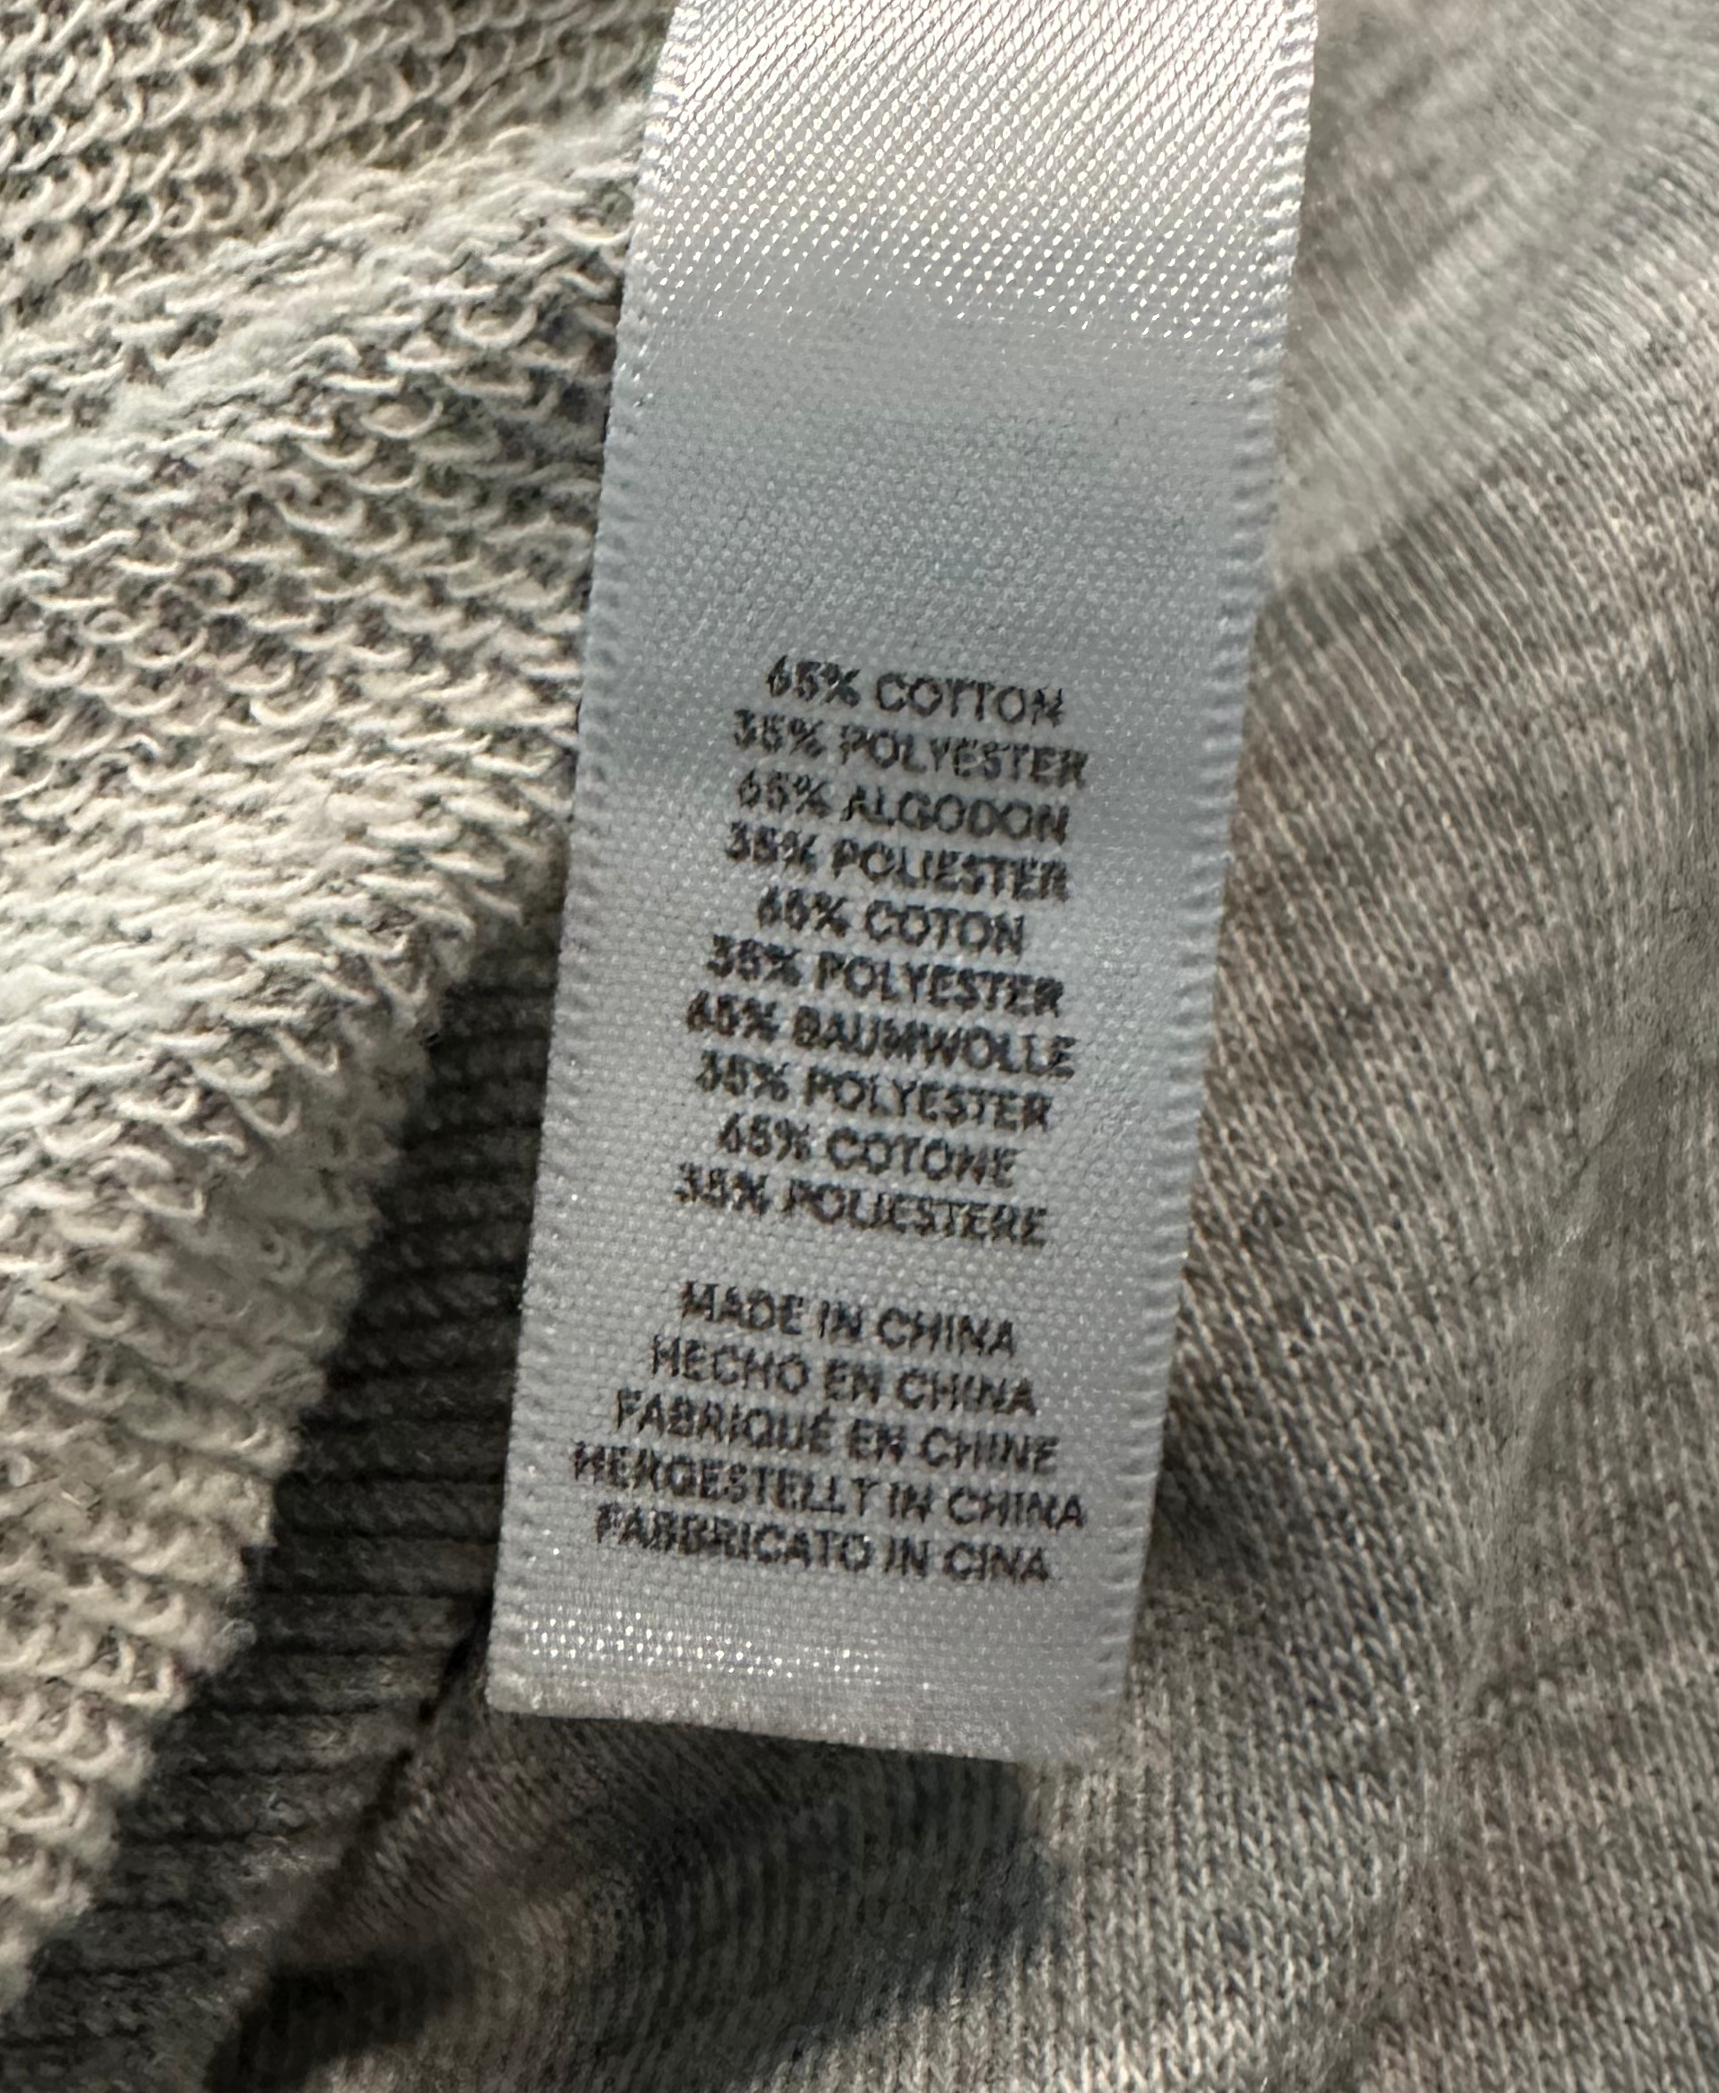 65% COTTON
35% POLYESTER
65% ALGODON
35% POLIESTER
65% COTON
35% POLYESTER
65% BAUMWOLLE
35% POLYESTER
65% COTONE
35% POLIESTERE
MADE IN CHINA
HECHO EN CHINA
FABRIQUÉ EN CHINE
HERGESTELLT IN CHINA
FABBRICATO IN CINA